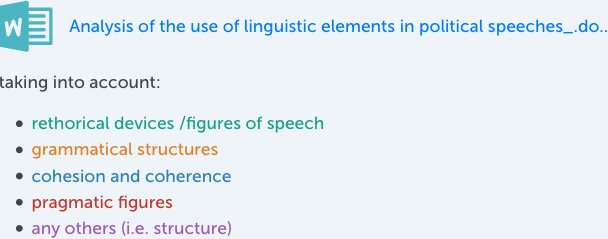 W
Analysis of the use of linguistic elements in political speeches_.do..
taking into account:
rethorical devices /figures of speech
grammatical structures
cohesion and coherence
pragmatic figures
any others (i.e. structure)